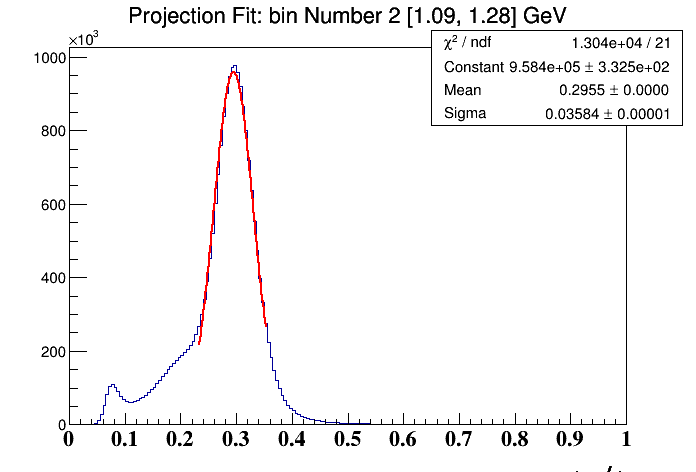 Projection Fit: bin Number 2 [1.09, 1.28] GeV
×10³
χ² / ndf 1.304e+04 / 21
Constant 9.584e+05 ± 3.325e+02
Mean 0.2955 ± 0.0000
Sigma 0.03584 ± 0.00001
1000
800
600
400
200
0
0 0.1 0.2 0.3 0.4 0.5 0.6 0.7 0.8 0.9 1